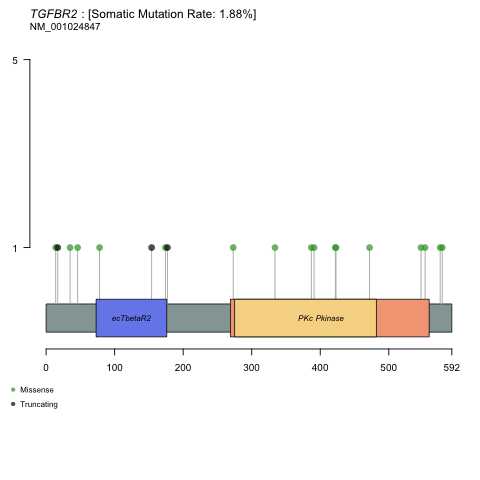 TGFBR2 : [Somatic Mutation Rate: 1.88%]
NM_001024847
5
1
ecTbetaR2 PKc Pkinase
0 100 200 300 400 500 592
Missense
Truncating